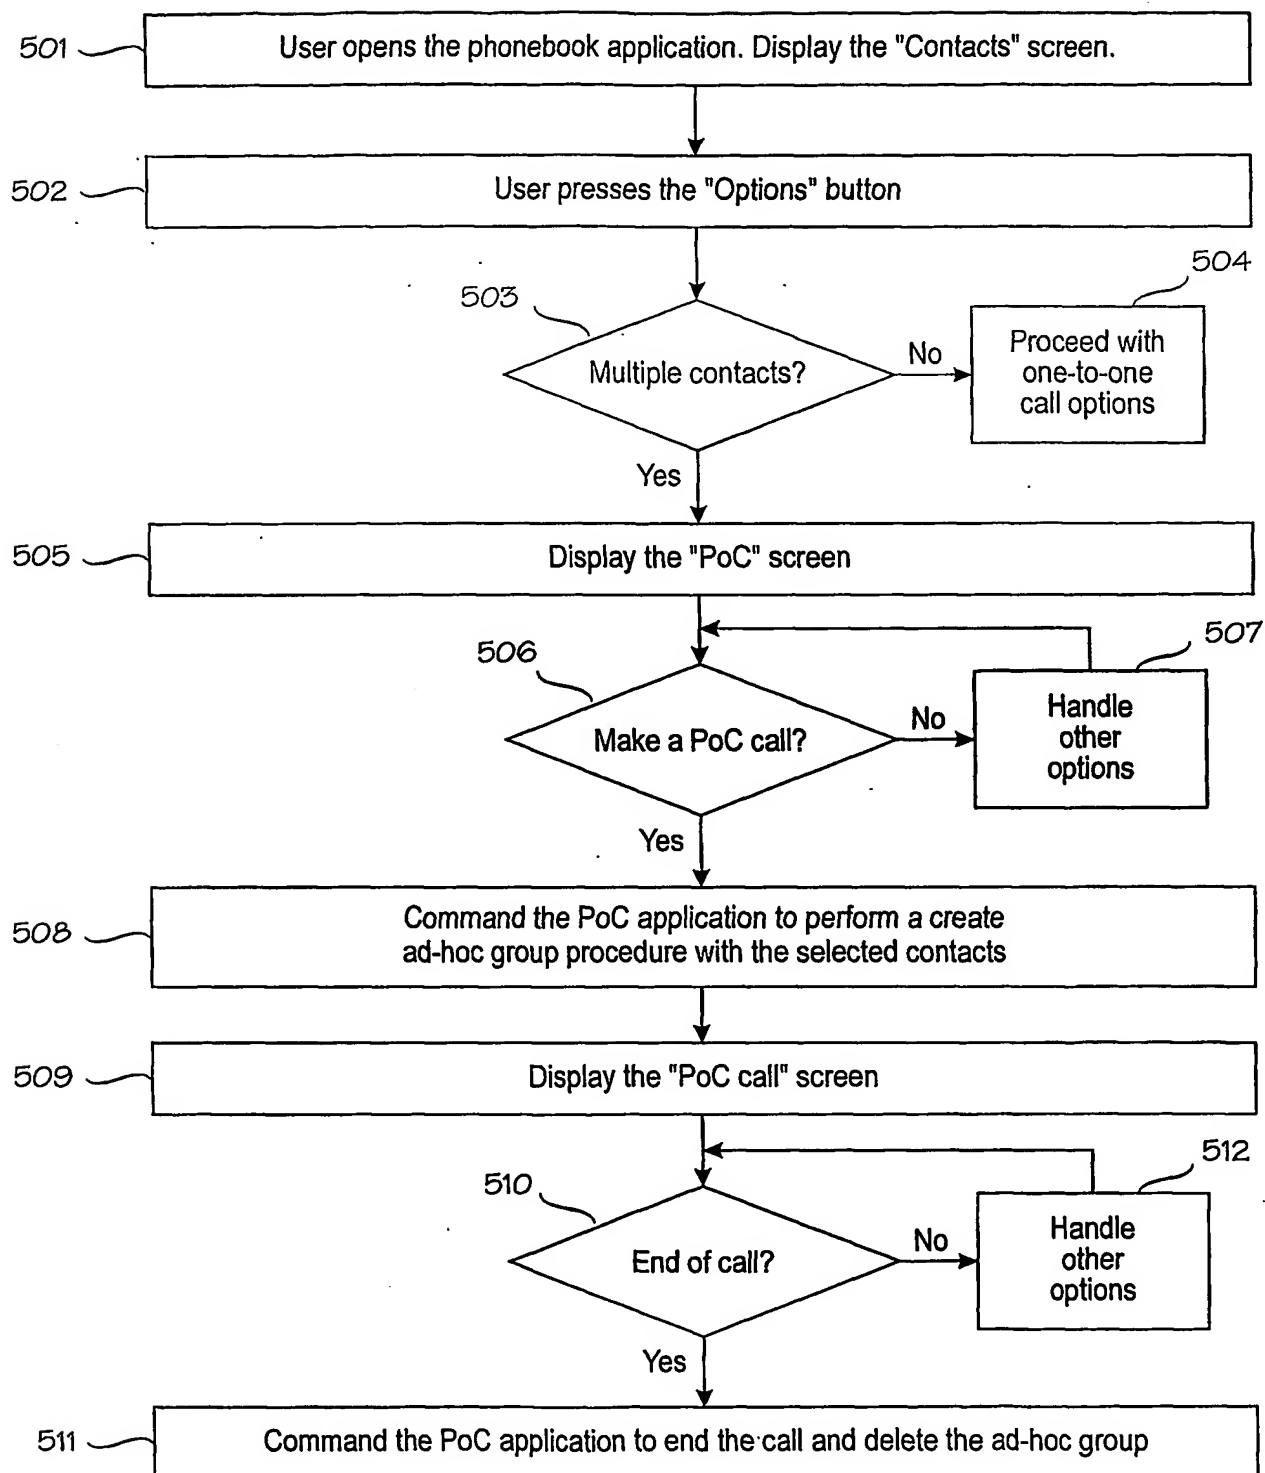 501
User opens the phonebook application. Display the "Contacts" screen.
502
User presses the "Options" button
503
Multiple contacts?
No
504
Proceed with
one-to-one
call options
Yes
505
Display the "PoC" screen
506
Make a PoC call?
No
507
Handle
other
options
Yes
508
Command the PoC application to perform a create
ad-hoc group procedure with the selected contacts
509
Display the "PoC call" screen
510
End of call?
No
512
Handle
other
options
Yes
511
Command the PoC application to end the call and delete the ad-hoc group